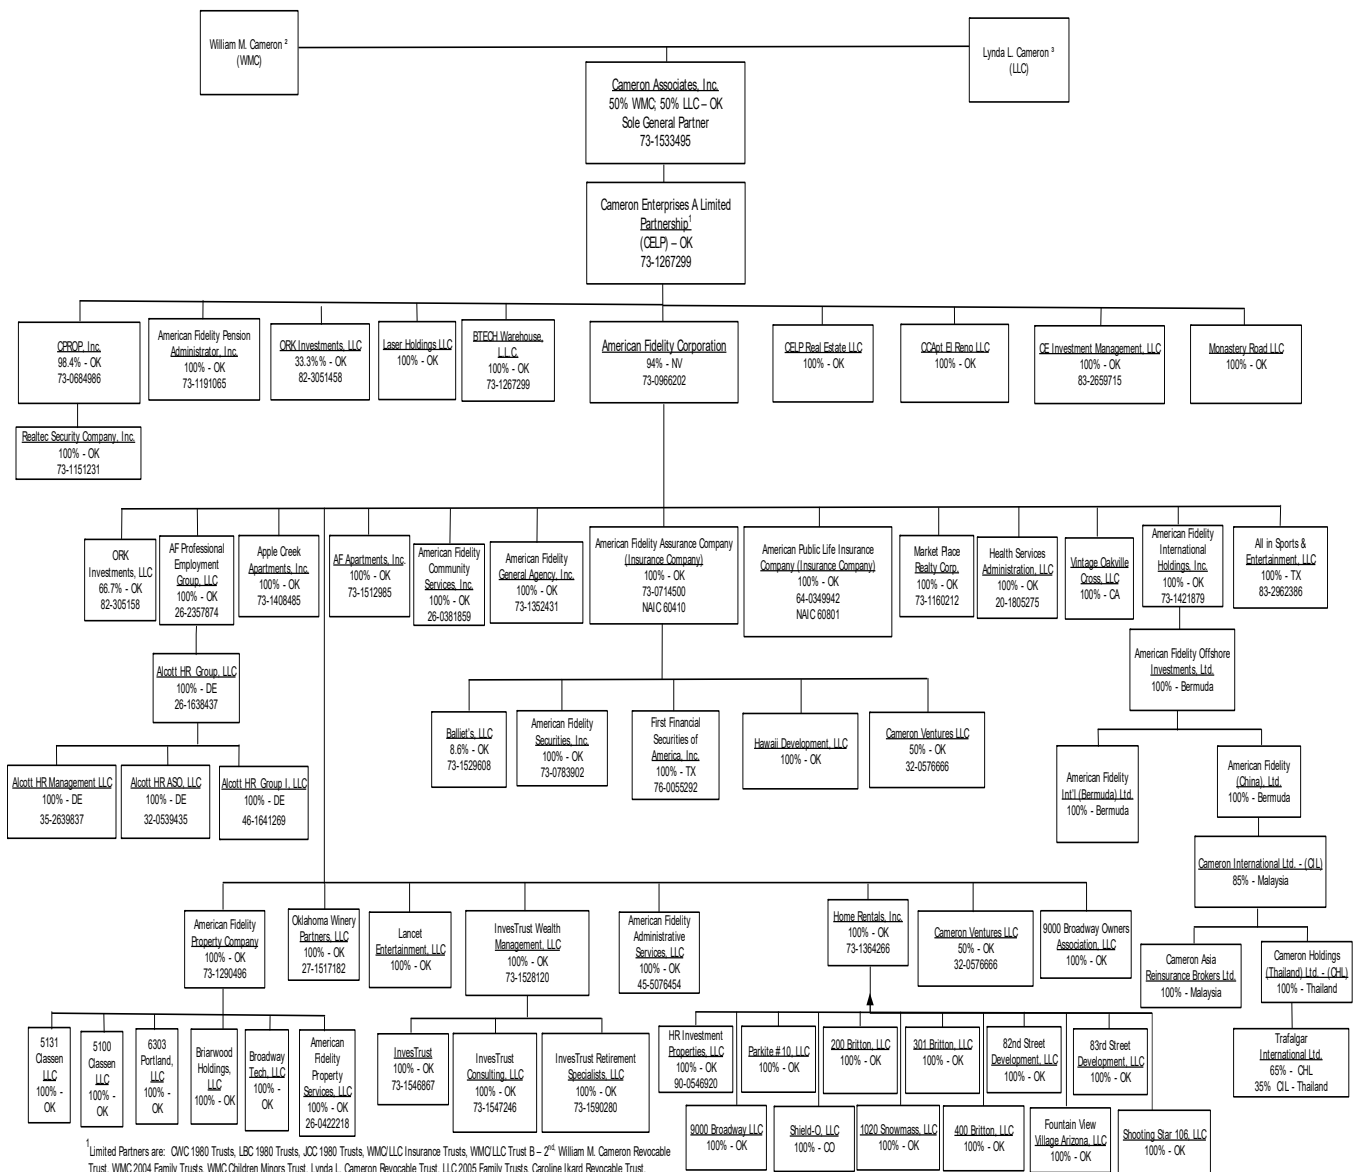 William M. Cameron ²
(WMC)
Lynda L. Cameron ³
(LLC)
Cameron Associates, Inc.
50% WMC; 50% LLC – OK
Sole General Partner
73-1533495
Cameron Enterprises A Limited
Partnership¹
(CELP) – OK
73-1267299
CPROP, Inc.
98.4% - OK
73-0684986
American Fidelity Pension
Administrator, Inc.
100% - OK
73-1191065
ORK Investments, LLC
33.3%% - OK
82-3051458
Laser Holdings LLC
100% - OK
BTECH Warehouse,
L.L.C.
100% - OK
73-1267299
American Fidelity Corporation
94% - NV
73-0966202
CELP Real Estate LLC
100% - OK
CCApt El Reno LLC
100% - OK
CE Investment Management, LLC
100% - OK
83-2659715
Monastery Road LLC
100% - OK
Realtec Security Company, Inc.
100% - OK
73-1151231
ORK
Investments, LLC
66.7% - OK
82-305158
AF Professional
Employment
Group, LLC
100% - OK
26-2357874
Apple Creek
Apartments, Inc.
100% - OK
73-1408485
AF Apartments, Inc.
100% - OK
73-1512985
American Fidelity
Community
Services, Inc.
100% - OK
26-0381859
American Fidelity
General Agency, Inc.
100% - OK
73-1352431
American Fidelity Assurance Company
(Insurance Company)
100% - OK
73-0714500
NAIC 60410
American Public Life Insurance
Company (Insurance Company)
100% - OK
64-0349942
NAIC 60801
Market Place
Realty Corp.
100% - OK
73-1160212
Health Services
Administration, LLC
100% - OK
20-1805275
Vintage Oakville
Cross, LLC
100% - CA
American Fidelity
International
Holdings, Inc.
100% - OK
73-1421879
All in Sports &
Entertainment, LLC
100% - TX
83-2962386
Alcott HR Group, LLC
100% - DE
26-1638437
American Fidelity Offshore
Investments, Ltd.
100% - Bermuda
Alcott HR Management LLC
100% - DE
35-2639837
Alcott HR ASO, LLC
100% - DE
32-0539435
Alcott HR Group I, LLC
100% - DE
46-1641269
Balliet's, LLC
8.6% - OK
73-1529608
American Fidelity
Securities, Inc.
100% - OK
73-0783902
First Financial
Securities of
America, Inc.
100% - TX
76-0055292
Hawaii Development, LLC
100% - OK
Cameron Ventures LLC
50% - OK
32-0576666
American Fidelity
Int'l (Bermuda) Ltd.
100% - Bermuda
American Fidelity
(China), Ltd.
100% - Bermuda
Cameron International Ltd. - (CIL)
85% - Malaysia
American Fidelity
Property Company
100% - OK
73-1290496
Oklahoma Winery
Partners, LLC
100% - OK
27-1517182
Lancet
Entertainment, LLC
100% - OK
InvesTrust Wealth
Management, LLC
100% - OK
73-1528120
American Fidelity
Administrative
Services, LLC
100% - OK
45-5076454
Home Rentals, Inc.
100% - OK
73-1364266
Cameron Ventures LLC
50% - OK
32-0576666
9000 Broadway Owners
Association, LLC
100% - OK
Cameron Asia
Reinsurance Brokers Ltd.
100% - Malaysia
Cameron Holdings
(Thailand) Ltd. - (CHL)
100% - Thailand
5131
Classen
LLC
100% -
OK
5100
Classen
LLC
100% -
OK
6303
Portland,
LLC
100% -
OK
Briarwood
Holdings,
LLC
100% - OK
Broadway
Tech, LLC
100% -
OK
American
Fidelity
Property
Services, LLC
100% - OK
26-0422218
InvesTrust
100% - OK
73-1546867
InvesTrust
Consulting, LLC
100% - OK
73-1547246
InvesTrust Retirement
Specialists, LLC
100% - OK
73-1590280
HR Investment
Properties, LLC
100% - OK
90-0546920
Parkite # 10, LLC
100% - OK
200 Britton, LLC
100% - OK
301 Britton, LLC
100% - OK
82nd Street
Development, LLC
100% - OK
83rd Street
Development, LLC
100% - OK
Trafalgar
International Ltd.
65% - CHL
35% CIL - Thailand
9000 Broadway LLC
100% - OK
Shield-O, LLC
100% - CO
1020 Snowmass, LLC
100% - OK
400 Britton, LLC
100% - OK
Fountain View
Village Arizona, LLC
100% - OK
Shooting Star 106, LLC
100% - OK
¹Limited Partners are: CWC 1980 Trusts, LBC 1980 Trusts, JCC 1980 Trusts, WMC/LLC Insurance Trusts, WMC/LLC Trust B – 2nd, William M. Cameron Revocable
Trust, WMC 2004 Family Trusts, WMC Children Minors Trust, Lynda L. Cameron Revocable Trust, LLC 2005 Family Trusts, Caroline Ikard Revocable Trust,